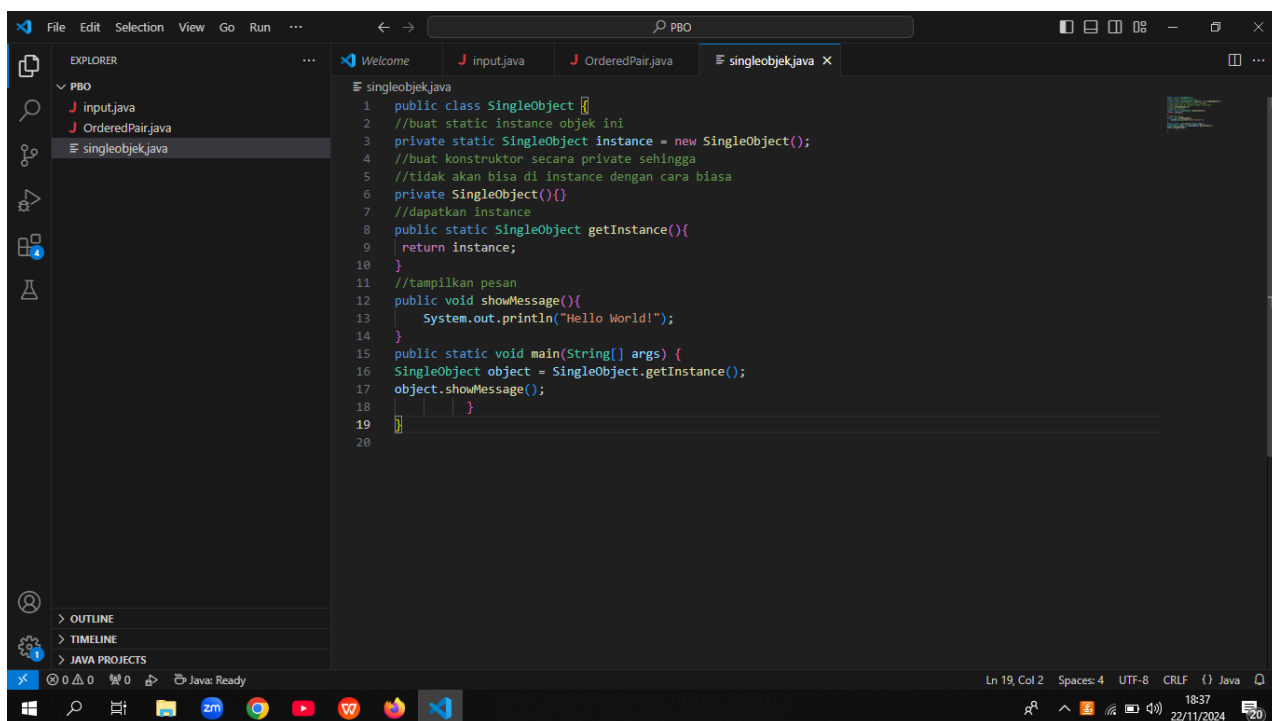 File Edit Selection View Go Run ···
PBO
EXPLORER ···
PBO
input.java
OrderedPair.java
singleobjek,java
Welcome
input.java
OrderedPair.java
singleobjek,java
singleobjek,java
1 public class SingleObject {
2 //buat static instance objek ini
3 private static SingleObject instance = new SingleObject();
4 //buat konstruktor secara private sehingga
5 //tidak akan bisa di instance dengan cara biasa
6 private SingleObject(){}
7 //dapatkan instance
8 public static SingleObject getInstance(){
9 return instance;
10 }
11 //tampilkan pesan
12 public void showMessage(){
13 System.out.println("Hello World!");
14 }
15 public static void main(String[] args) {
16 SingleObject object = SingleObject.getInstance();
17 object.showMessage();
18 }
19 }
20
4
OUTLINE
TIMELINE
JAVA PROJECTS
1
0 0 0 Java: Ready
Ln 19, Col 2 Spaces: 4 UTF-8 CRLF {} Java
zm
W
18:37
22/11/2024
20